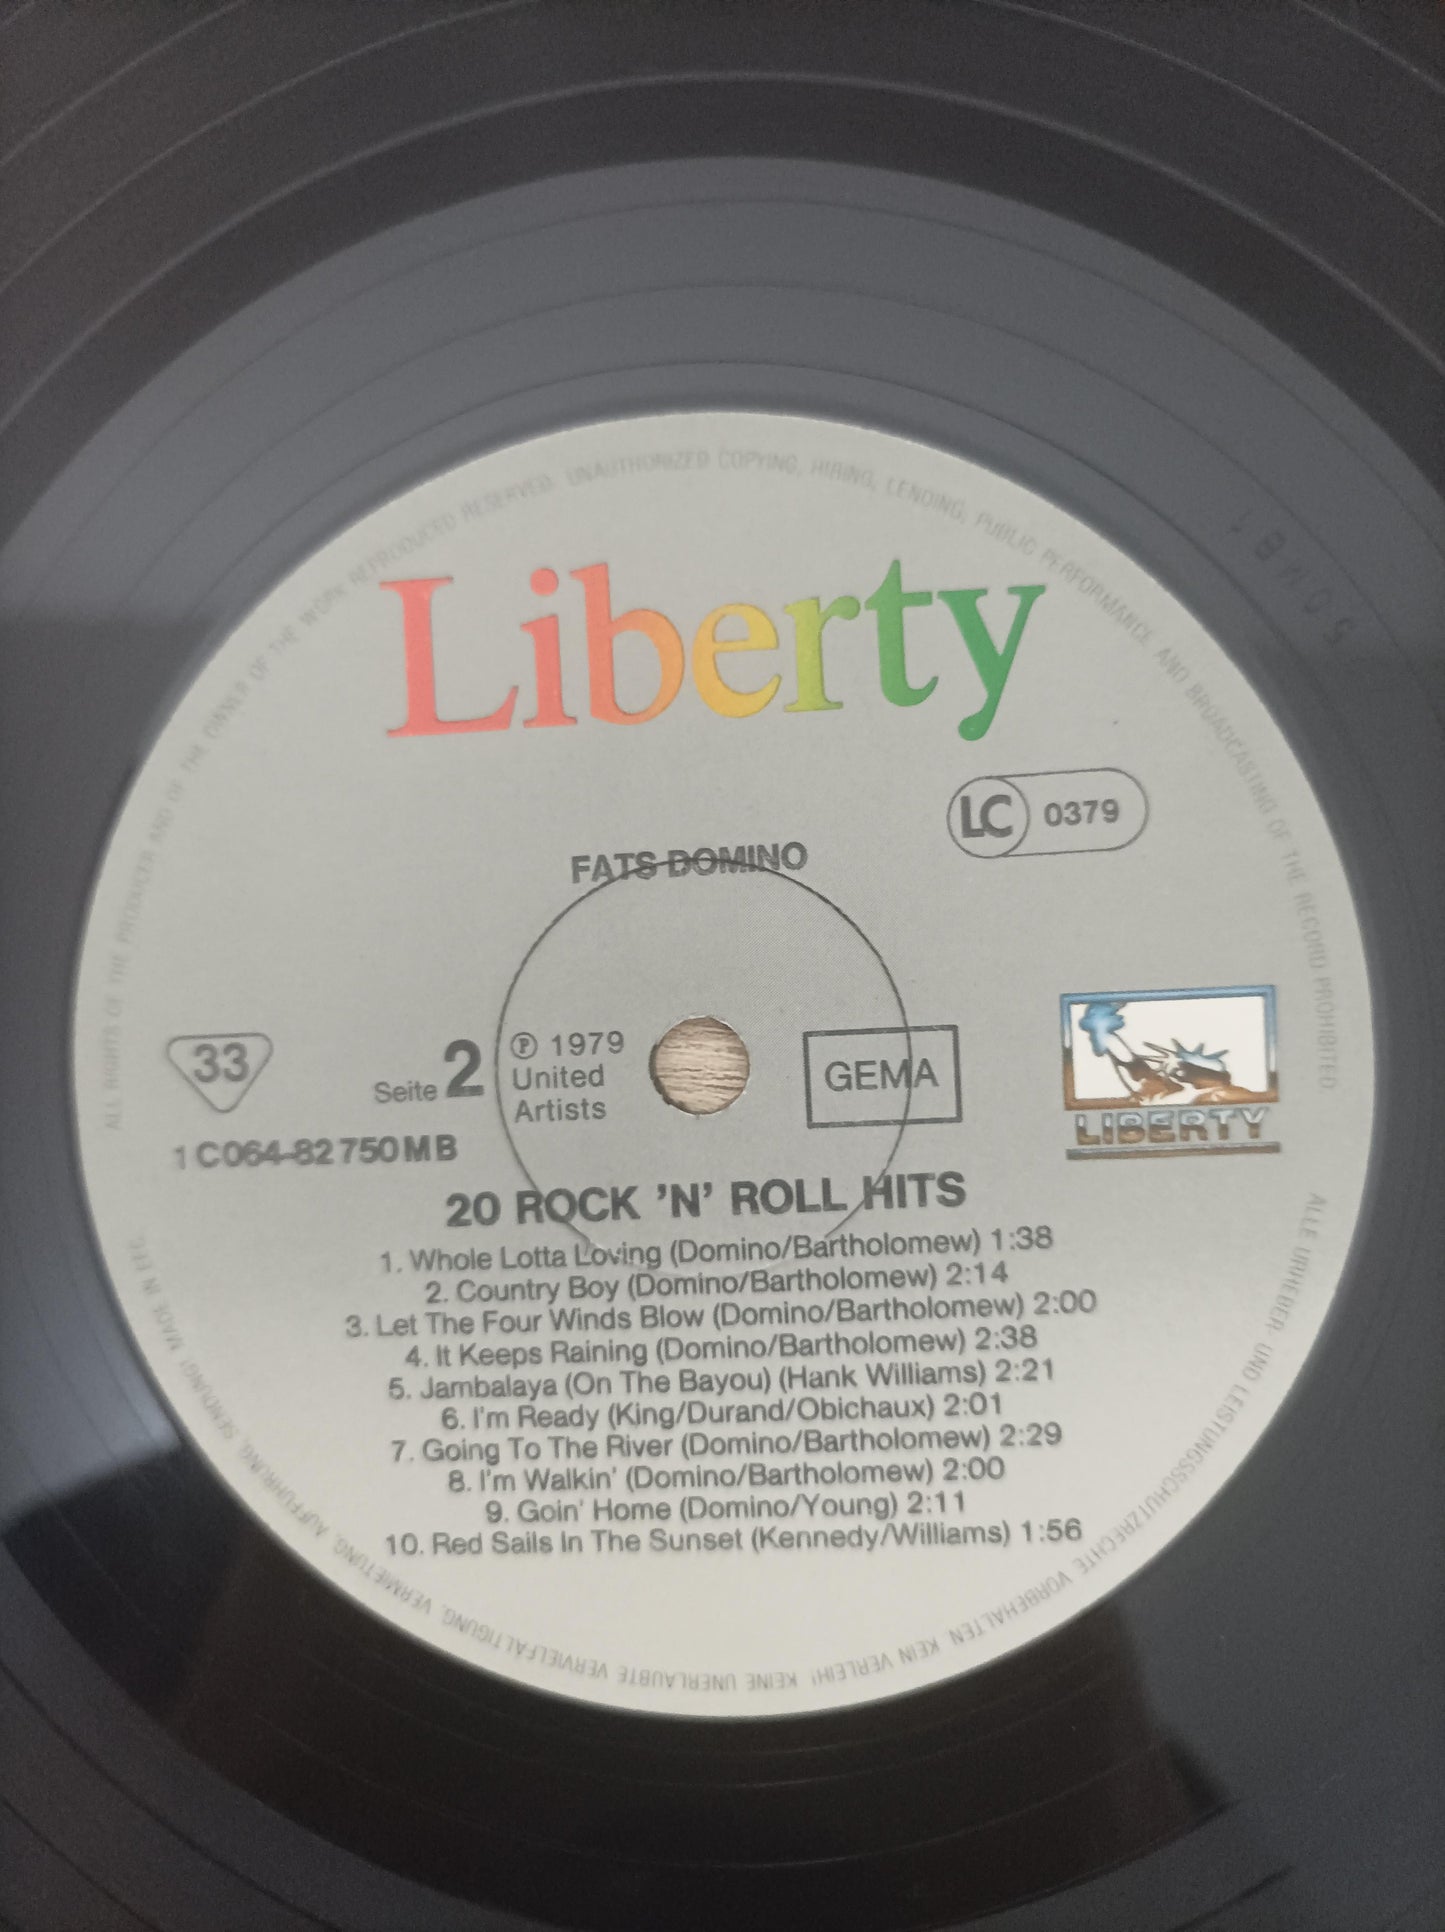 ALL RIGHTS OF THE PRODUCER AND OF THE OWNER OF THE WORK REPRODUCED RESERVED. UNAUTHORIZED COPYING, HIRING, LENDING, PUBLIC PERFORMANCE AND BROADCASTING OF THE RECORD PROHIBITED.
Liberty
LC 0379
FATS DOMINO
33
Seite 2
℗ 1979
United
Artists
GEMA
LIBERTY
1C064-82750MB
20 ROCK 'N' ROLL HITS
1. Whole Lotta Loving (Domino/Bartholomew) 1:38
2. Country Boy (Domino/Bartholomew) 2:14
3. Let The Four Winds Blow (Domino/Bartholomew) 2:00
4. It Keeps Raining (Domino/Bartholomew) 2:38
5. Jambalaya (On The Bayou) (Hank Williams) 2:21
6. I'm Ready (King/Durand/Obichaux) 2:01
7. Going To The River (Domino/Bartholomew) 2:29
8. I'm Walkin' (Domino/Bartholomew) 2:00
9. Goin' Home (Domino/Young) 2:11
10. Red Sails In The Sunset (Kennedy/Williams) 1:56
ALLE URHEBER- UND LEISTUNGSSCHUTZRECHTE VORBEHALTEN. KEIN VERLEIH! KEINE UNERLAUBTE VERVIELFÄLTIGUNG, VERMIETUNG, AUFFÜHRUNG, SENDUNG! MADE IN EEC.